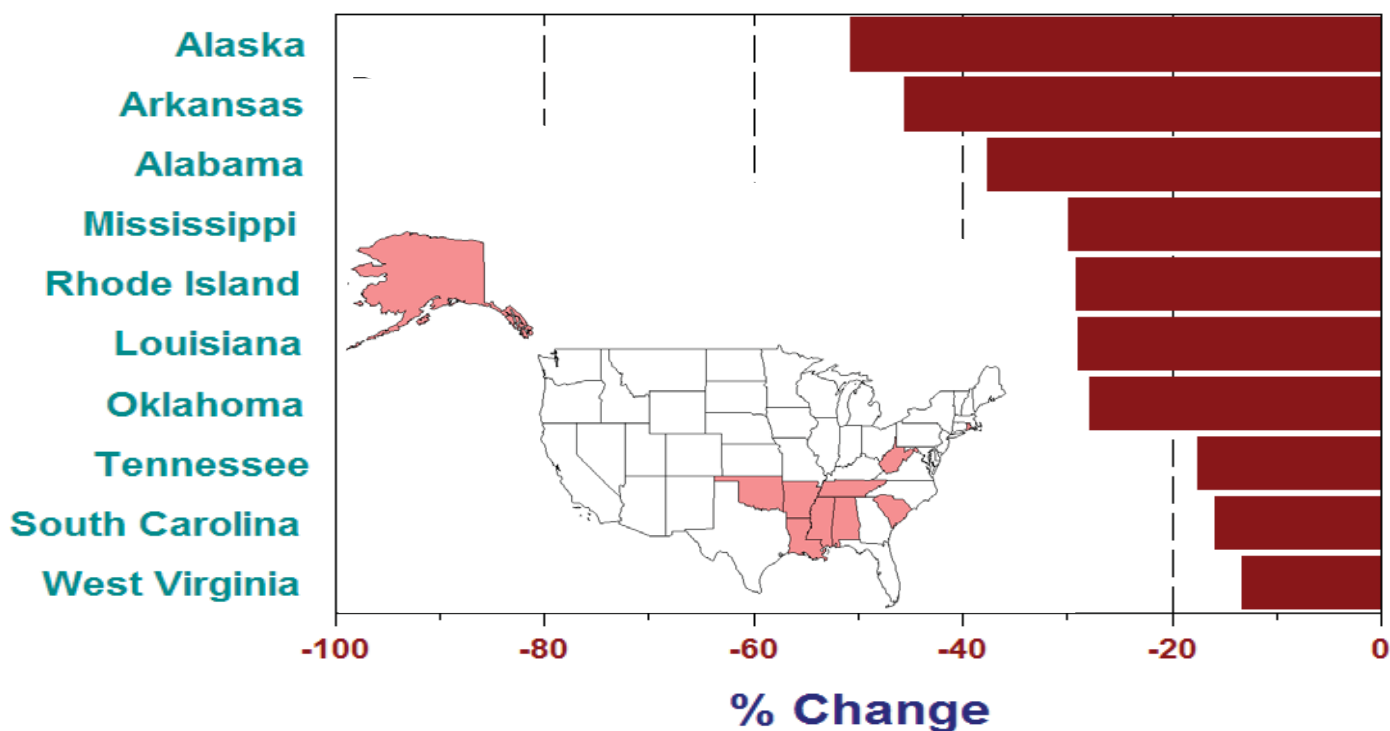 Alaska
Arkansas
Alabama
Mississippi
Rhode Island
Louisiana
Oklahoma
Tennessee
South Carolina
West Virginia
-100 -80 -60 -40 -20 0
% Change